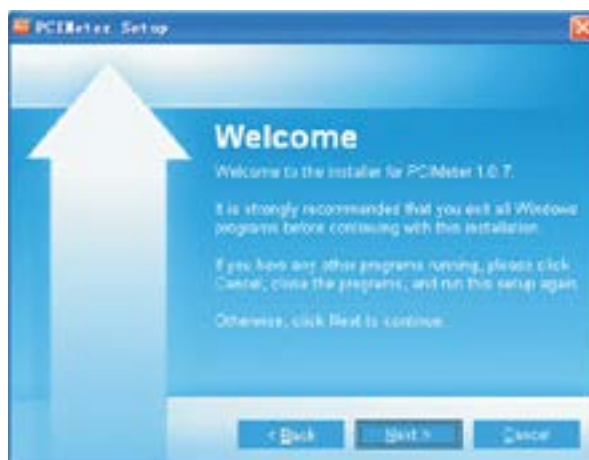 PCIMeter Setup
Welcome
Welcome to the installer for PCIMeter 1.0.7.
It is strongly recommended that you exit all Windows
programs before continuing with this installation.
If you have any other programs running, please click
Cancel, close the programs, and run this setup again.
Otherwise, click Next to continue.
< Back
Next >
Cancel